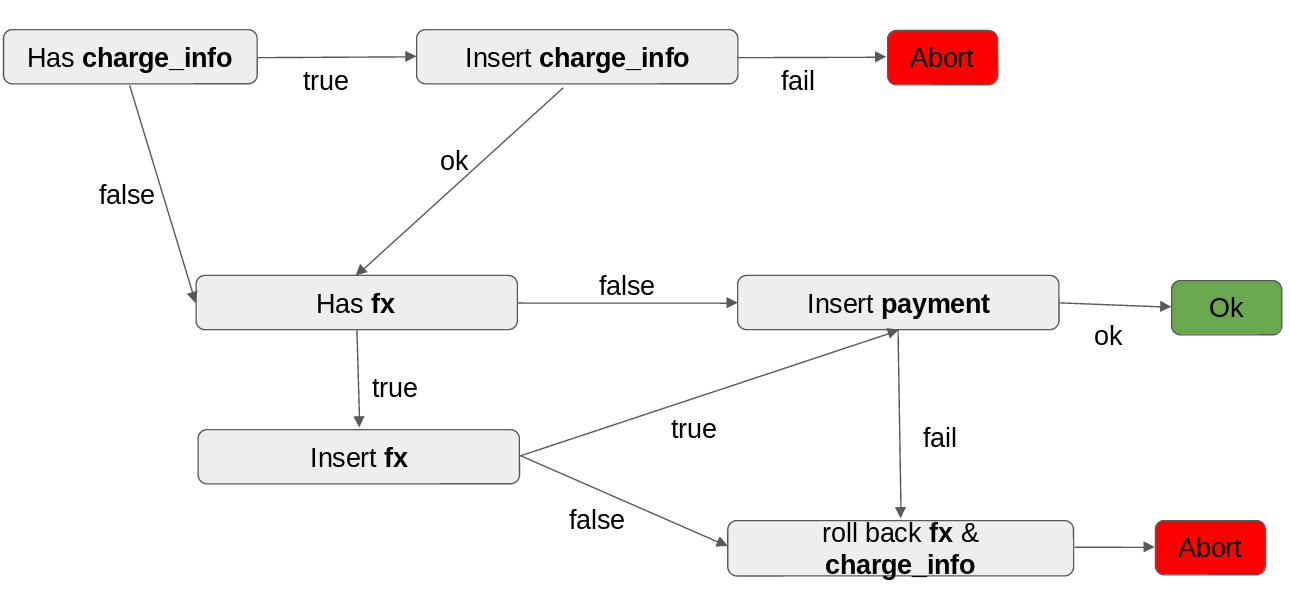 Has charge_info
Insert charge_info
Abort
true
fail
ok
false
Has fx
false
Insert payment
Ok
ok
true
true
fail
Insert fx
false
roll back fx &
charge_info
Abort